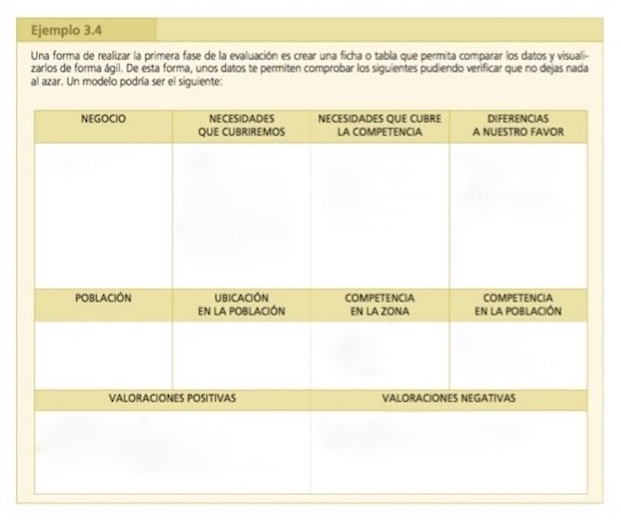 Ejemplo 3.4
Una forma de realizar la primera fase de la evaluación es crear una ficha o tabla que permita comparar los datos y visuali-
zarlos de forma ágil. De esta forma, unos datos te permiten comprobar los siguientes pudiendo verificar que no dejas nada
al azar. Un modelo podría ser el siguiente:
NEGOCIO
NECESIDADES
QUE CUBRIREMOS
NECESIDADES QUE CUBRE
LA COMPETENCIA
DIFERENCIAS
A NUESTRO FAVOR
POBLACIÓN
UBICACIÓN
EN LA POBLACIÓN
COMPETENCIA
EN LA ZONA
COMPETENCIA
EN LA POBLACIÓN
VALORACIONES POSITIVAS
VALORACIONES NEGATIVAS